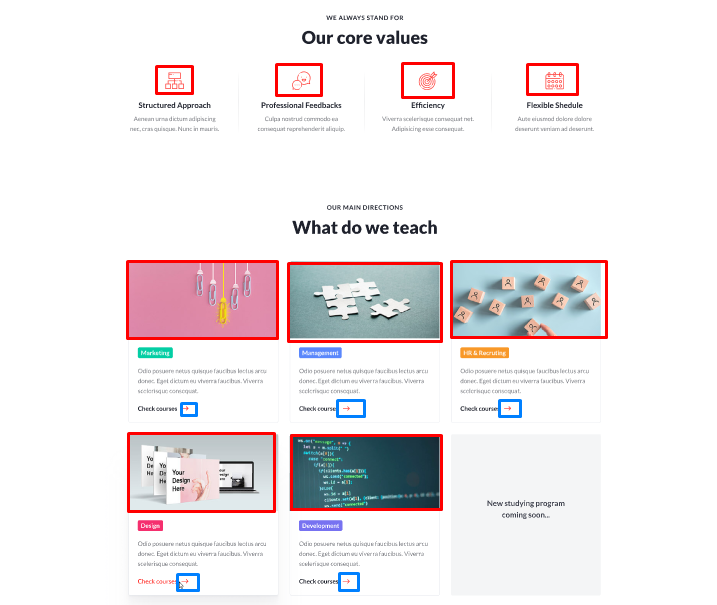 WE ALWAYS STAND FOR
Our core values
Structured Approach
Aenean urna dictum adipiscing
nec, cras quisque. Nunc in mauris.
Professional Feedbacks
Culpa nostrud commodo ea
consequat reprehenderit aliquip.
Efficiency
Viverra scelerisque consequat net.
Adipiscing esse consequat.
Flexible Shedule
Aute eiusmod dolore dolore
deserunt veniam ad deserunt.
OUR MAIN DIRECTIONS
What do we teach
Marketing
Odio posuere netus quisque faucibus lectus arcu
donec. Eget dictum eu viverra faucibus. Viverra
scelerisque consequat.
Check courses
Management
Odio posuere netus quisque faucibus lectus arcu
donec. Eget dictum eu viverra faucibus. Viverra
scelerisque consequat.
Check courses
HR & Recruting
Odio posuere netus quisque faucibus lectus arcu
donec. Eget dictum eu viverra faucibus. Viverra
scelerisque consequat.
Check courses
Your
Design
Here
Design
Odio posuere netus quisque faucibus lectus arcu
donec. Eget dictum eu viverra faucibus. Viverra
scelerisque consequat.
Check courses
Development
Odio posuere netus quisque faucibus lectus arcu
donec. Eget dictum eu viverra faucibus. Viverra
scelerisque consequat.
Check courses
New studying program
coming soon...